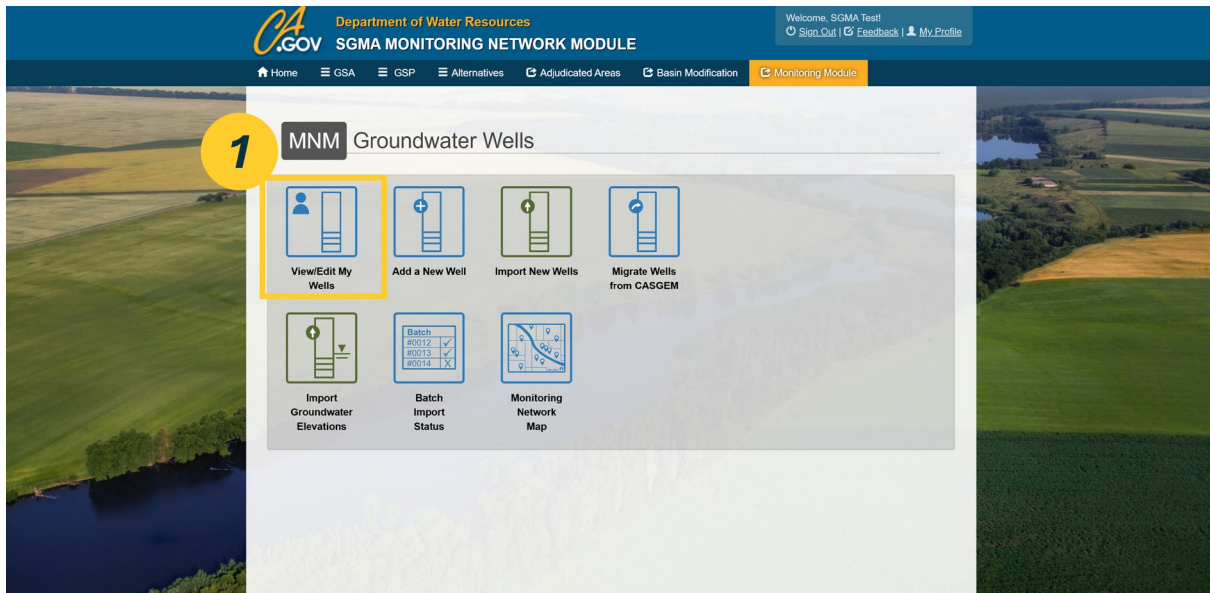 CA
.GOV
Department of Water Resources
SGMA MONITORING NETWORK MODULE
Welcome, SGMA Test!
Sign Out | Feedback | My Profile
Home GSA GSP Alternatives Adjudicated Areas Basin Modification Monitoring Module
1
MNM Groundwater Wells
View/Edit My
Wells
Add a New Well
Import New Wells
Migrate Wells
from CASGEM
Import
Groundwater
Elevations
Batch
#0012 ✓
#0013 ✓
#0014 X
Batch
Import
Status
Monitoring
Network
Map